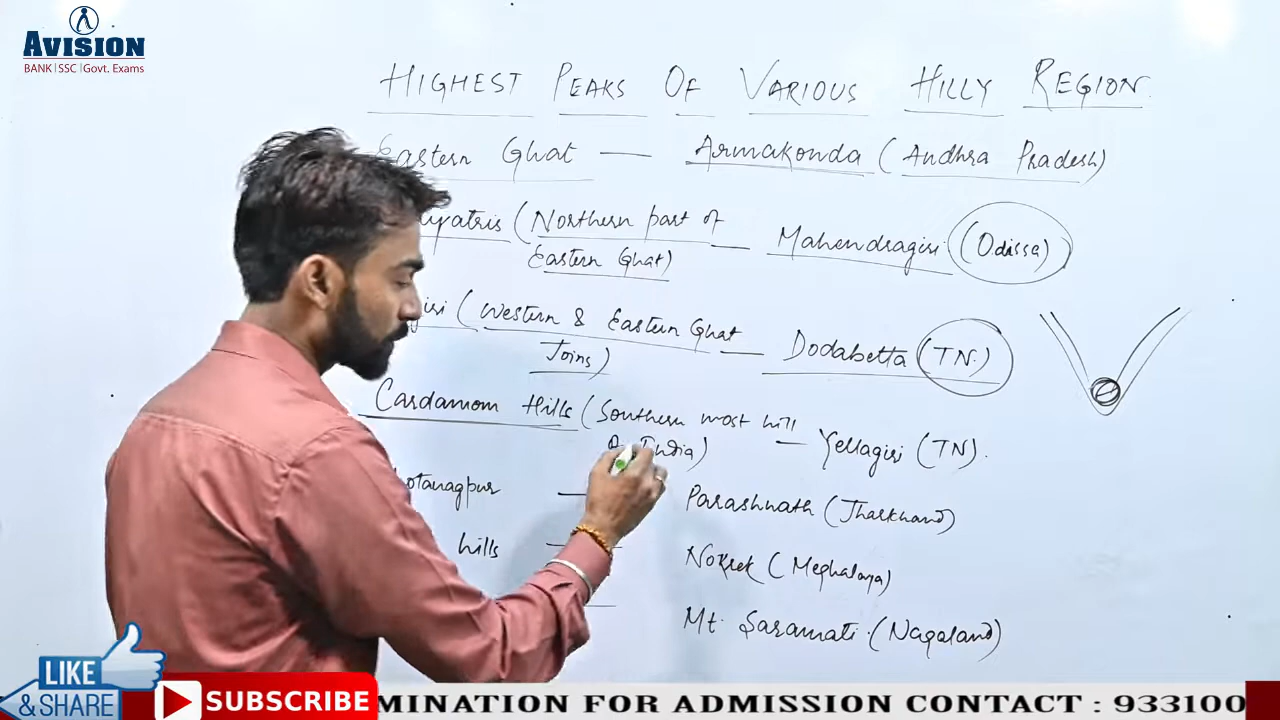 AVISION
BANK | SSC | Govt. Exams
HIGHEST PEAKS OF VARIOUS HILLY REGION
Eastern Ghat — Armakonda (Andhra Pradesh)
(Northern part of
Eastern Ghat) — Mahendragiri (Odissa)
(Western & Eastern Ghat
Joins) — Dodabetta (TN)
Cardamom Hills (Southern most hill
India) — Yellagiri (TN).
Parashnath (Jharkhand)
hills — Nokrek (Meghalaya)
Mt. Saramati (Nagaland)
LIKE
& SHARE
SUBSCRIBE
MINATION FOR ADMISSION CONTACT : 933100